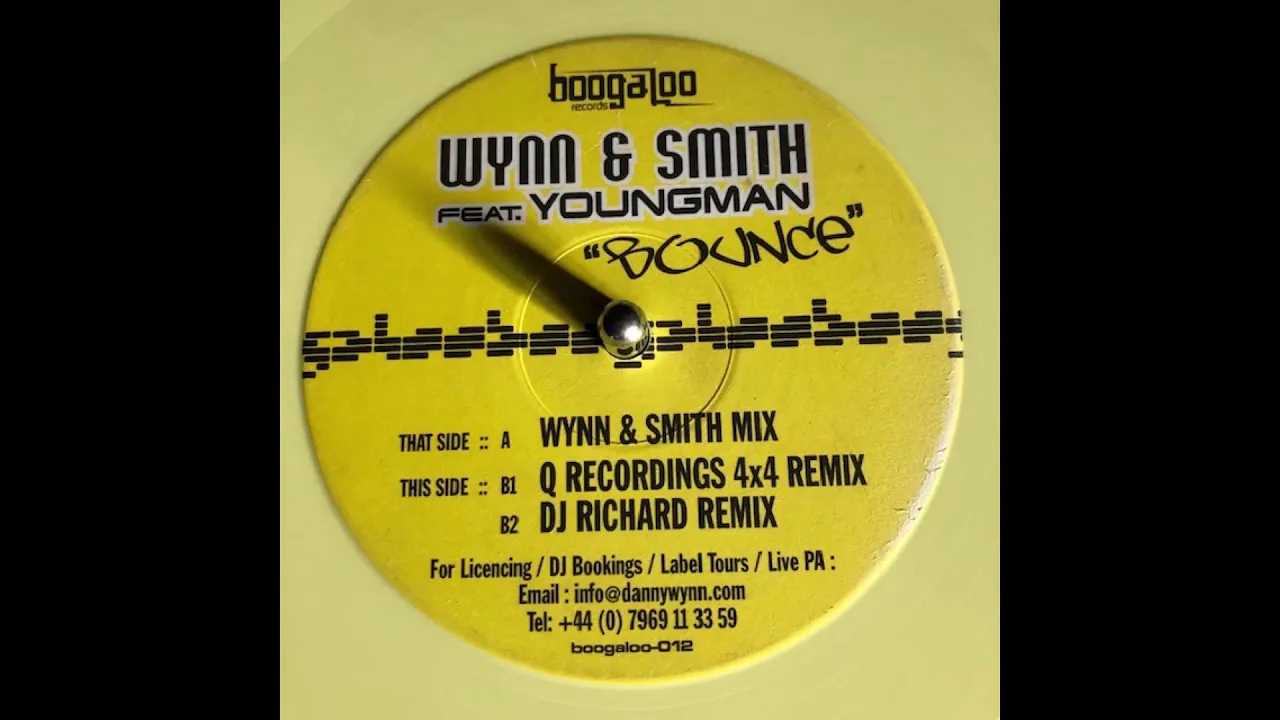 boogaloo
records
WYNN & SMITH
FEAT. YOUNGMAN
"BOUNCE"
THAT SIDE :: A WYNN & SMITH MIX
THIS SIDE :: B1 Q RECORDINGS 4x4 REMIX
B2 DJ RICHARD REMIX
For Licencing / DJ Bookings / Label Tours / Live PA :
Email : info@dannywynn.com
Tel: +44 (0) 7969 11 33 59
boogaloo-012